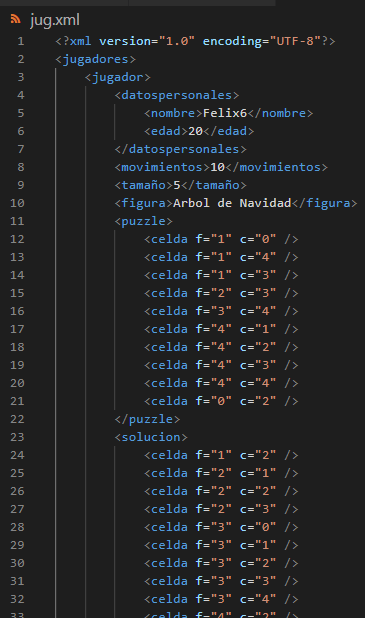 jug.xml
1 <?xml version="1.0" encoding="UTF-8"?>
2 <jugadores>
3 <jugador>
4 <datospersonales>
5 <nombre>Felix6</nombre>
6 <edad>20</edad>
7 </datospersonales>
8 <movimientos>10</movimientos>
9 <tamaño>5</tamaño>
10 <figura>Arbol de Navidad</figura>
11 <puzzle>
12 <celda f="1" c="0" />
13 <celda f="1" c="4" />
14 <celda f="1" c="3" />
15 <celda f="2" c="3" />
16 <celda f="3" c="4" />
17 <celda f="4" c="1" />
18 <celda f="4" c="2" />
19 <celda f="4" c="3" />
20 <celda f="4" c="4" />
21 <celda f="0" c="2" />
22 </puzzle>
23 <solucion>
24 <celda f="1" c="2" />
25 <celda f="2" c="1" />
26 <celda f="2" c="2" />
27 <celda f="2" c="3" />
28 <celda f="3" c="0" />
29 <celda f="3" c="1" />
30 <celda f="3" c="2" />
31 <celda f="3" c="3" />
32 <celda f="3" c="4" />
33 <celda f="4" c="2" />